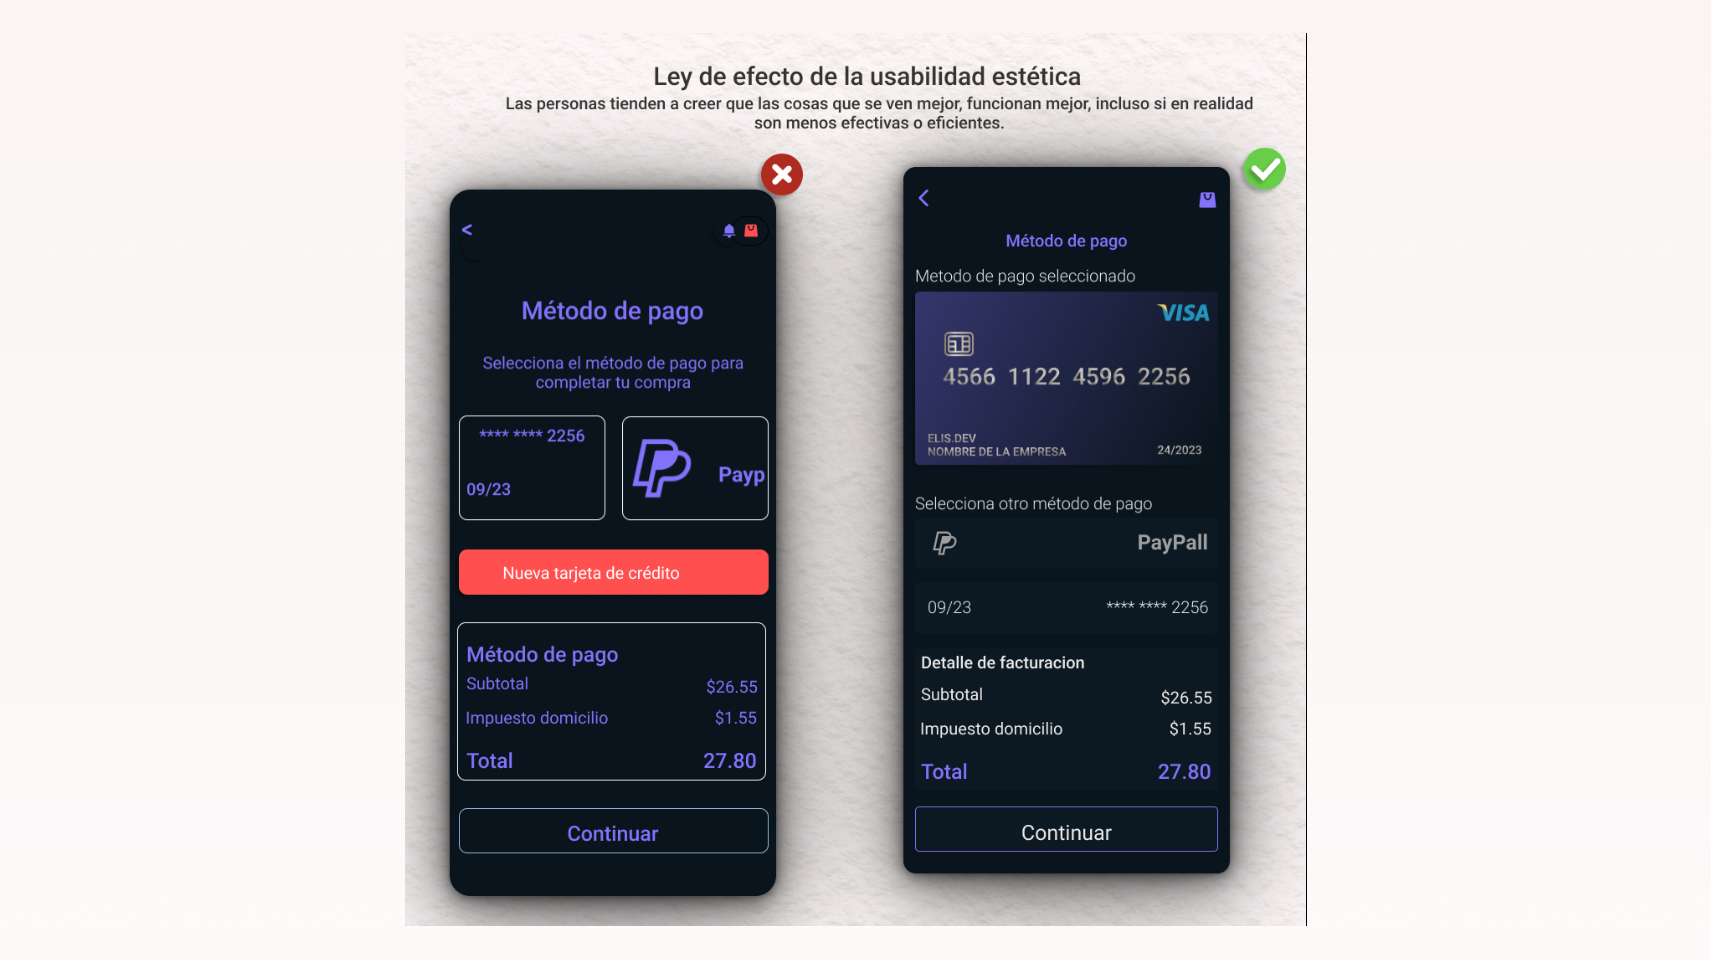 Ley de efecto de la usabilidad estética
Las personas tienden a creer que las cosas que se ven mejor, funcionan mejor, incluso si en realidad
son menos efectivas o eficientes.
<
Método de pago
Selecciona el método de pago para
completar tu compra
**** **** 2256
09/23
Payp
Nueva tarjeta de crédito
Método de pago
Subtotal $26.55
Impuesto domicilio $1.55
Total 27.80
Continuar
Método de pago
Metodo de pago seleccionado
VISA
4566 1122 4596 2256
ELIS.DEV
NOMBRE DE LA EMPRESA 24/2023
Selecciona otro método de pago
PayPall
09/23 **** **** 2256
Detalle de facturacion
Subtotal $26.55
Impuesto domicilio $1.55
Total 27.80
Continuar